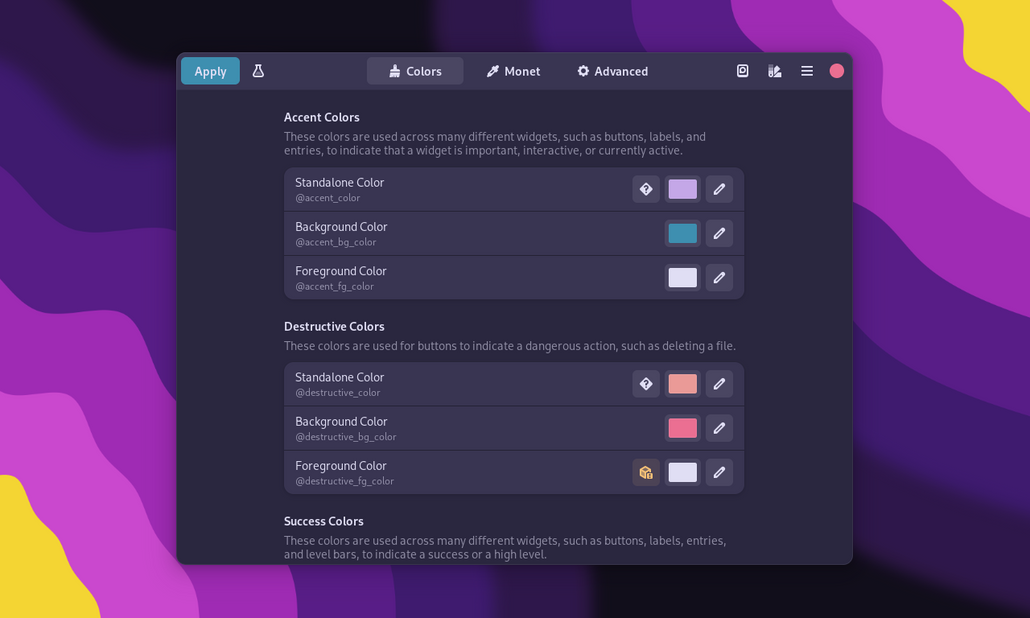 Apply
Colors
Monet
Advanced
Accent Colors
These colors are used across many different widgets, such as buttons, labels, and
entries, to indicate that a widget is important, interactive, or currently active.
Standalone Color
@accent_color
Background Color
@accent_bg_color
Foreground Color
@accent_fg_color
Destructive Colors
These colors are used for buttons to indicate a dangerous action, such as deleting a file.
Standalone Color
@destructive_color
Background Color
@destructive_bg_color
Foreground Color
@destructive_fg_color
Success Colors
These colors are used across many different widgets, such as buttons, labels, entries,
and level bars, to indicate a success or a high level.